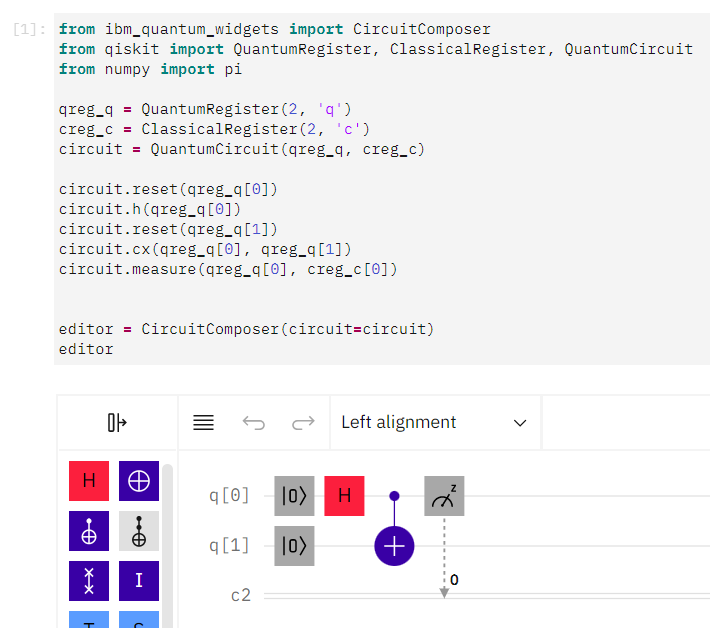 [1]: from ibm_quantum_widgets import CircuitComposer
from qiskit import QuantumRegister, ClassicalRegister, QuantumCircuit
from numpy import pi
qreg_q = QuantumRegister(2, 'q')
creg_c = ClassicalRegister(2, 'c')
circuit = QuantumCircuit(qreg_q, creg_c)
circuit.reset(qreg_q[0])
circuit.h(qreg_q[0])
circuit.reset(qreg_q[1])
circuit.cx(qreg_q[0], qreg_q[1])
circuit.measure(qreg_q[0], creg_c[0])
editor = CircuitComposer(circuit=circuit)
editor
Left alignment
H
q[0] |0⟩ H z
q[1] |0⟩ +
I
0
c2